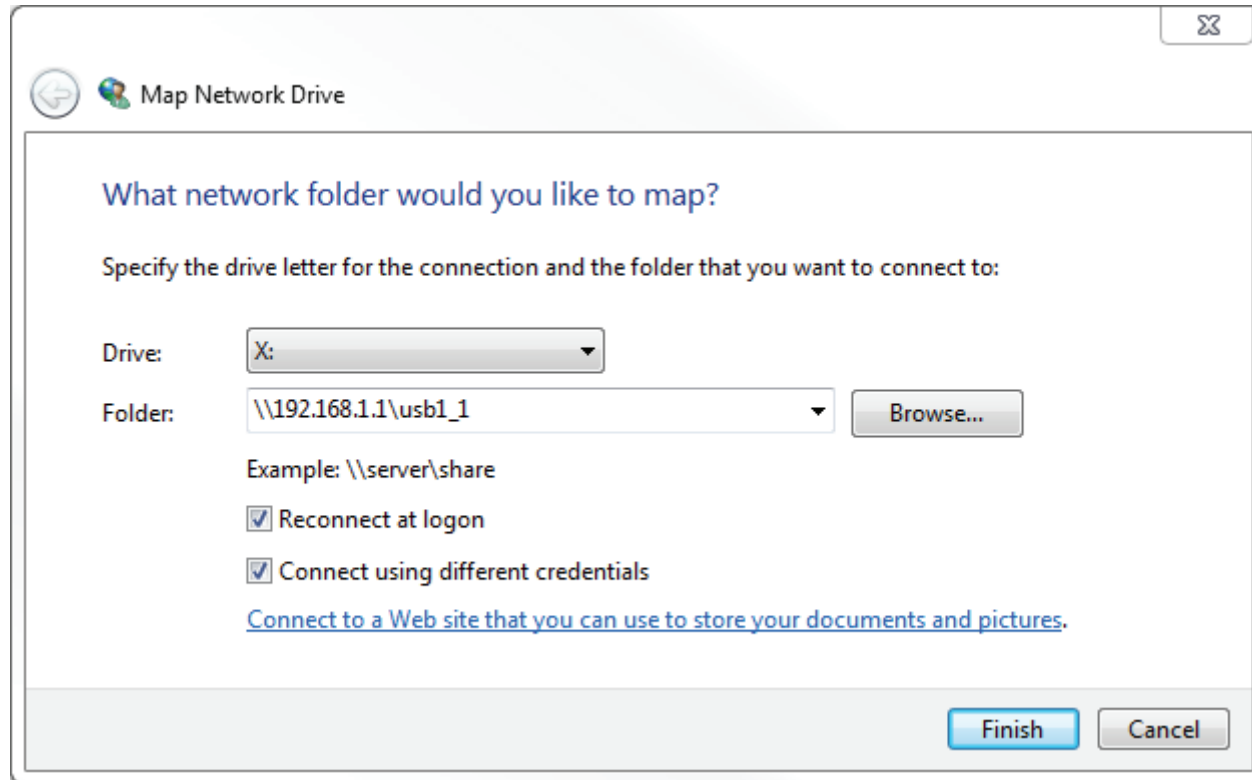 Map Network Drive
What network folder would you like to map?
Specify the drive letter for the connection and the folder that you want to connect to:
Drive: X:
Folder: \\192.168.1.1\usb1_1 Browse...
Example: \\server\share
Reconnect at logon
Connect using different credentials
Connect to a Web site that you can use to store your documents and pictures.
Finish Cancel